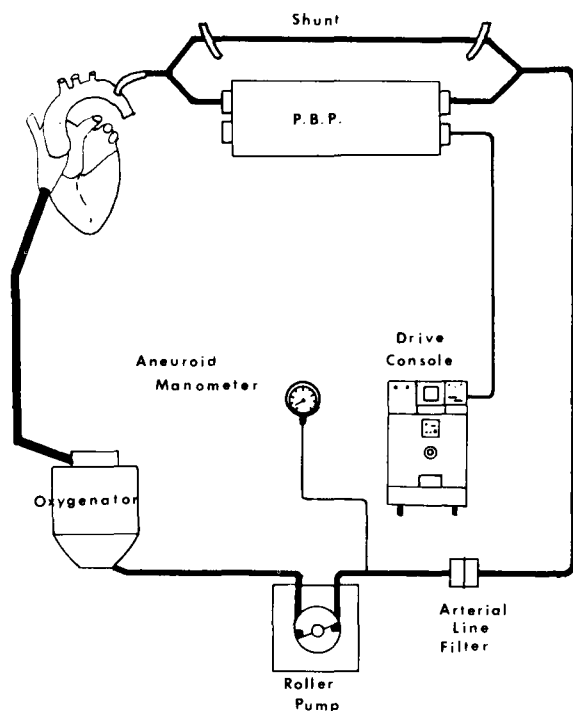 Shunt
P.B.P.
Drive
Console
Aneuroid
Manometer
Oxygenator
Arterial
Line
Filter
Roller
Pump